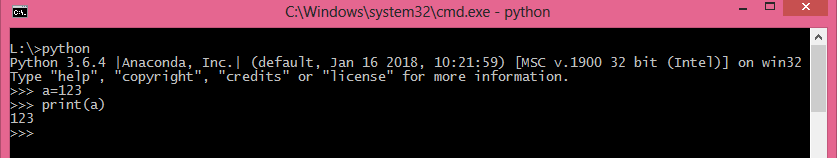 C:\Windows\system32\cmd.exe - python
L:\>python
Python 3.6.4 |Anaconda, Inc.| (default, Jan 16 2018, 10:21:59) [MSC v.1900 32 bit (Intel)] on win32
Type "help", "copyright", "credits" or "license" for more information.
>>> a=123
>>> print(a)
123
>>>